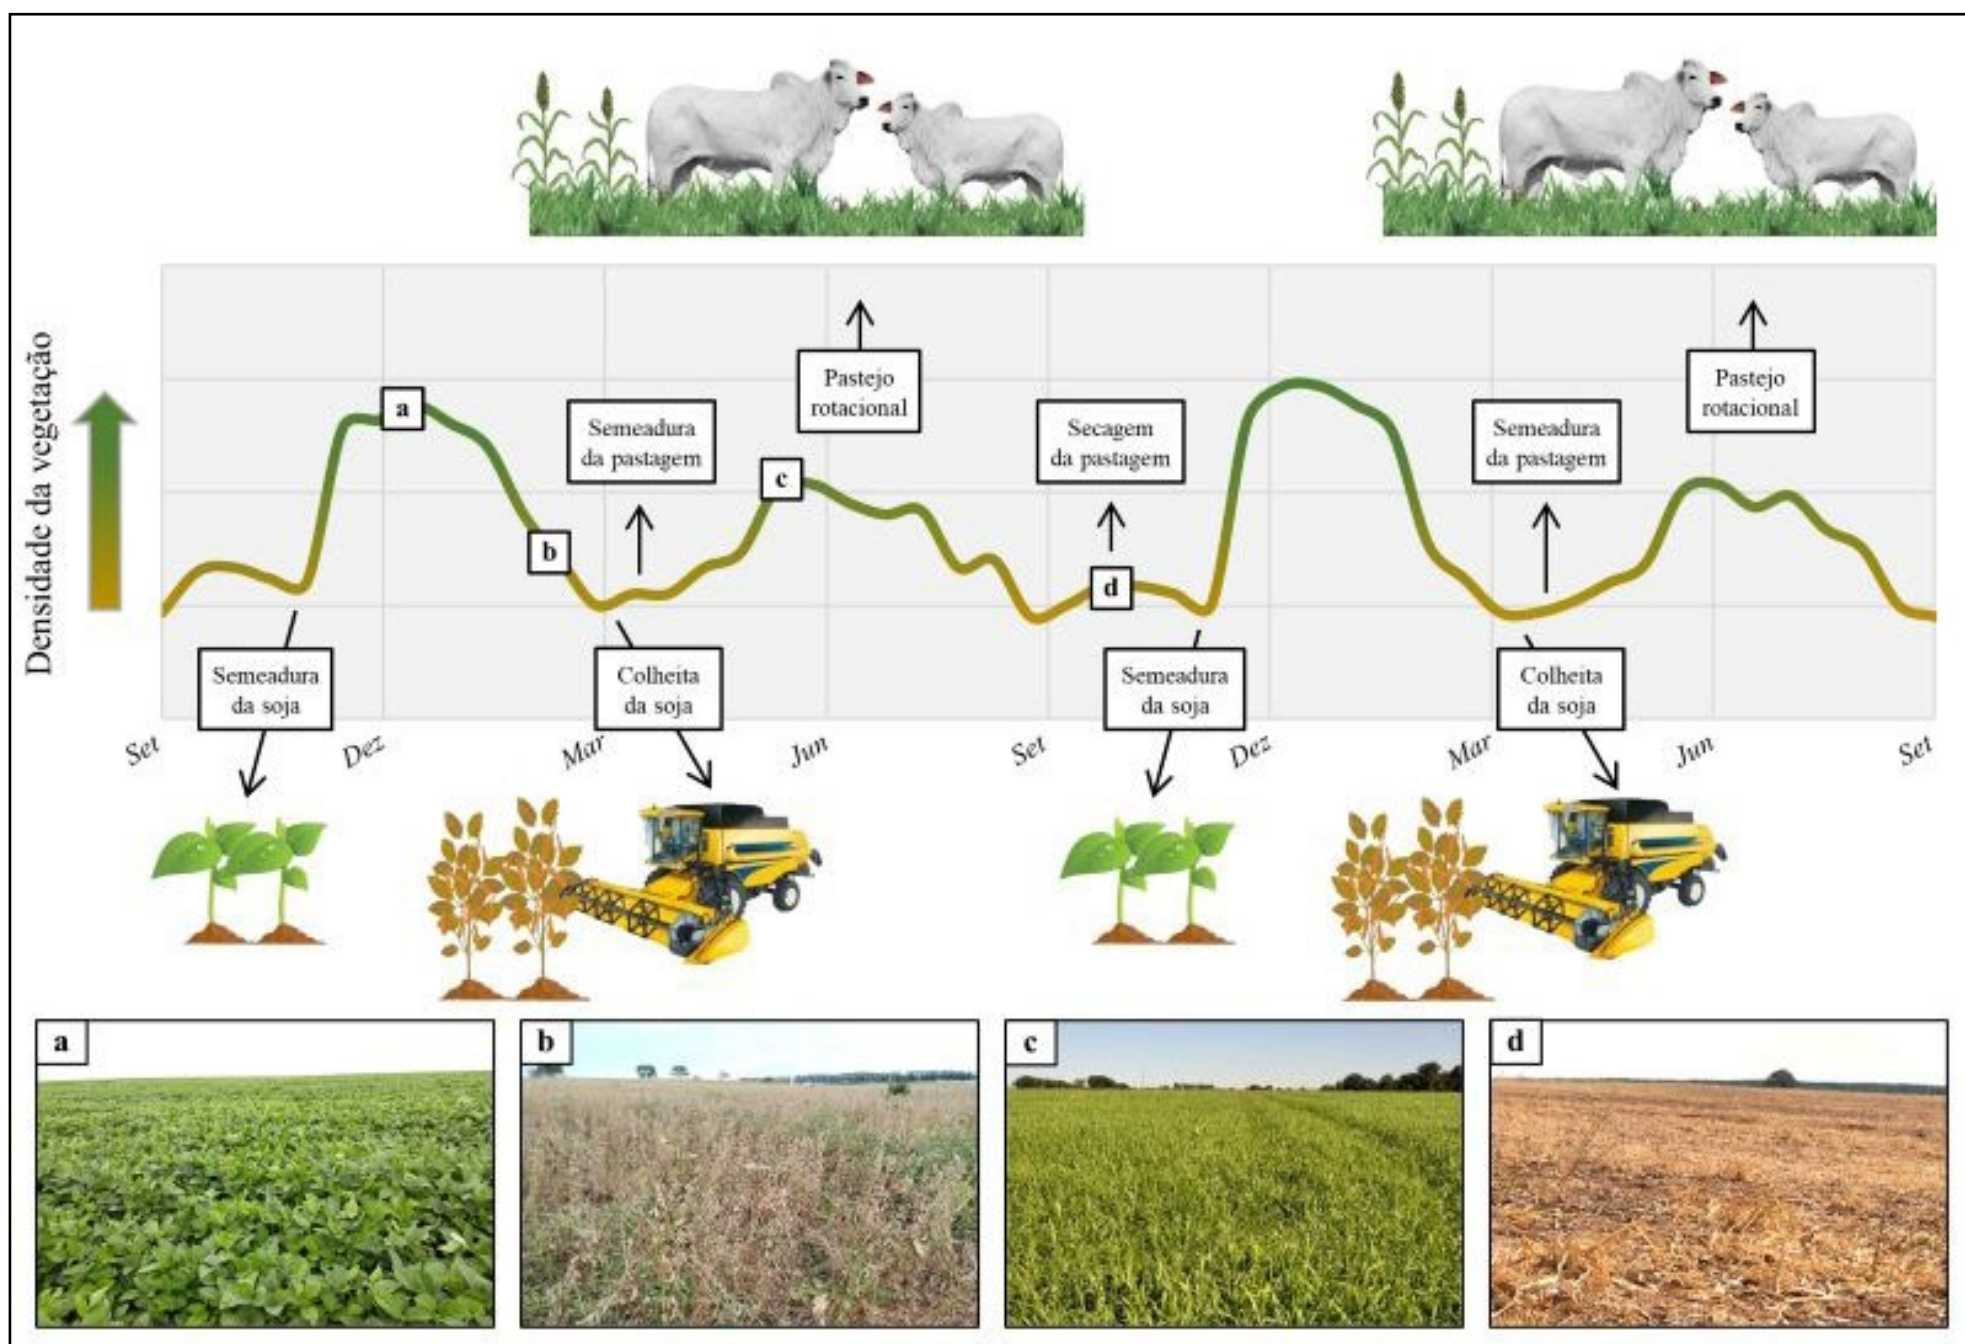 Densidade da vegetação
a
b
c
d
Semeadura
da pastagem
Pastejo
rotacional
Secagem
da pastagem
Semeadura
da pastagem
Pastejo
rotacional
Semeadura
da soja
Colheita
da soja
Semeadura
da soja
Colheita
da soja
Set
Dez
Mar
Jun
Set
Dez
Mar
Jun
Set
a
b
c
d